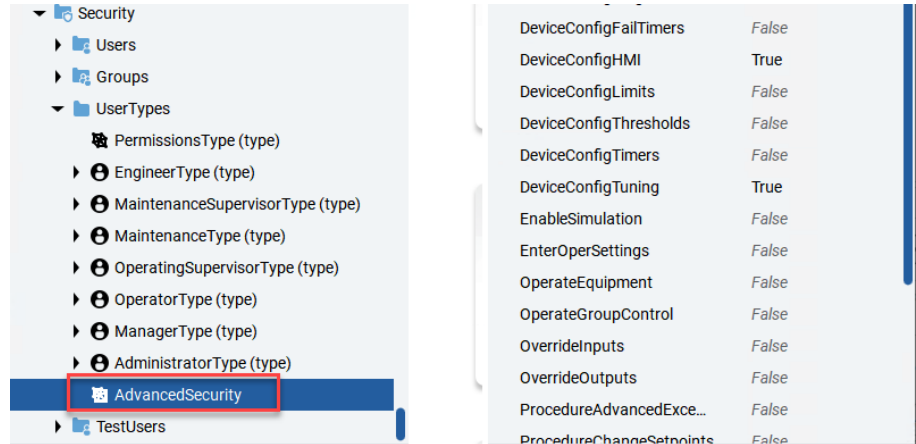 Security
Users
Groups
UserTypes
PermissionsType (type)
EngineerType (type)
MaintenanceSupervisorType (type)
MaintenanceType (type)
OperatingSupervisorType (type)
OperatorType (type)
ManagerType (type)
AdministratorType (type)
AdvancedSecurity
TestUsers
DeviceConfigFailTimers False
DeviceConfigHMI True
DeviceConfigLimits False
DeviceConfigThresholds False
DeviceConfigTimers False
DeviceConfigTuning True
EnableSimulation False
EnterOperSettings False
OperateEquipment False
OperateGroupControl False
OverrideInputs False
OverrideOutputs False
ProcedureAdvancedExce... False
ProcedureChangeSetpoints False